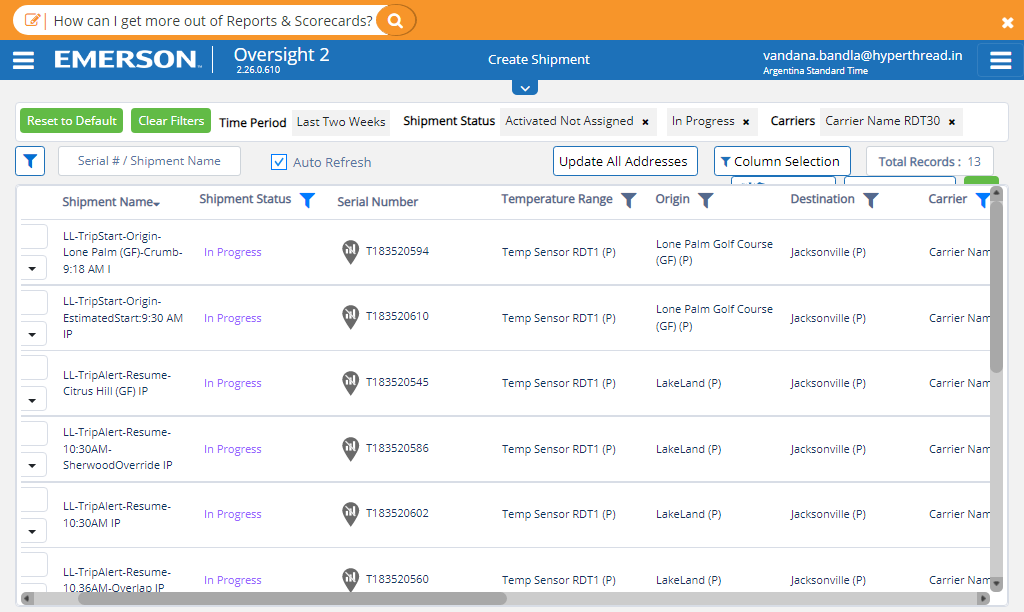 How can I get more out of Reports & Scorecards?
EMERSON
Oversight 2
2.26.0.610
Create Shipment
vandana.bandla@hyperthread.in
Argentina Standard Time
Reset to Default
Clear Filters
Time Period
Last Two Weeks
Shipment Status
Activated Not Assigned ×
In Progress ×
Carriers
Carrier Name RDT30 ×
Serial # / Shipment Name
Auto Refresh
Update All Addresses
Column Selection
Total Records : 13
Shipment Name
Shipment Status
Serial Number
Temperature Range
Origin
Destination
Carrier
LL-TripStart-Origin-
Lone Palm (GF)-Crumb-
9:18 AM I
In Progress
T183520594
Temp Sensor RDT1 (P)
Lone Palm Golf Course
(GF) (P)
Jacksonville (P)
Carrier Nam
LL-TripStart-Origin-
EstimatedStart:9:30 AM
IP
In Progress
T183520610
Temp Sensor RDT1 (P)
Lone Palm Golf Course
(GF) (P)
Jacksonville (P)
Carrier Nam
LL-TripAlert-Resume-
Citrus Hill (GF) IP
In Progress
T183520545
Temp Sensor RDT1 (P)
LakeLand (P)
Jacksonville (P)
Carrier Nam
LL-TripAlert-Resume-
10:30AM-
SherwoodOverride IP
In Progress
T183520586
Temp Sensor RDT1 (P)
LakeLand (P)
Jacksonville (P)
Carrier Nam
LL-TripAlert-Resume-
10:30AM IP
In Progress
T183520602
Temp Sensor RDT1 (P)
LakeLand (P)
Jacksonville (P)
Carrier Nam
LL-TripAlert-Resume-
10.36AM-Overlap IP
In Progress
T183520560
Temp Sensor RDT1 (P)
LakeLand (P)
Jacksonville (P)
Carrier Nam